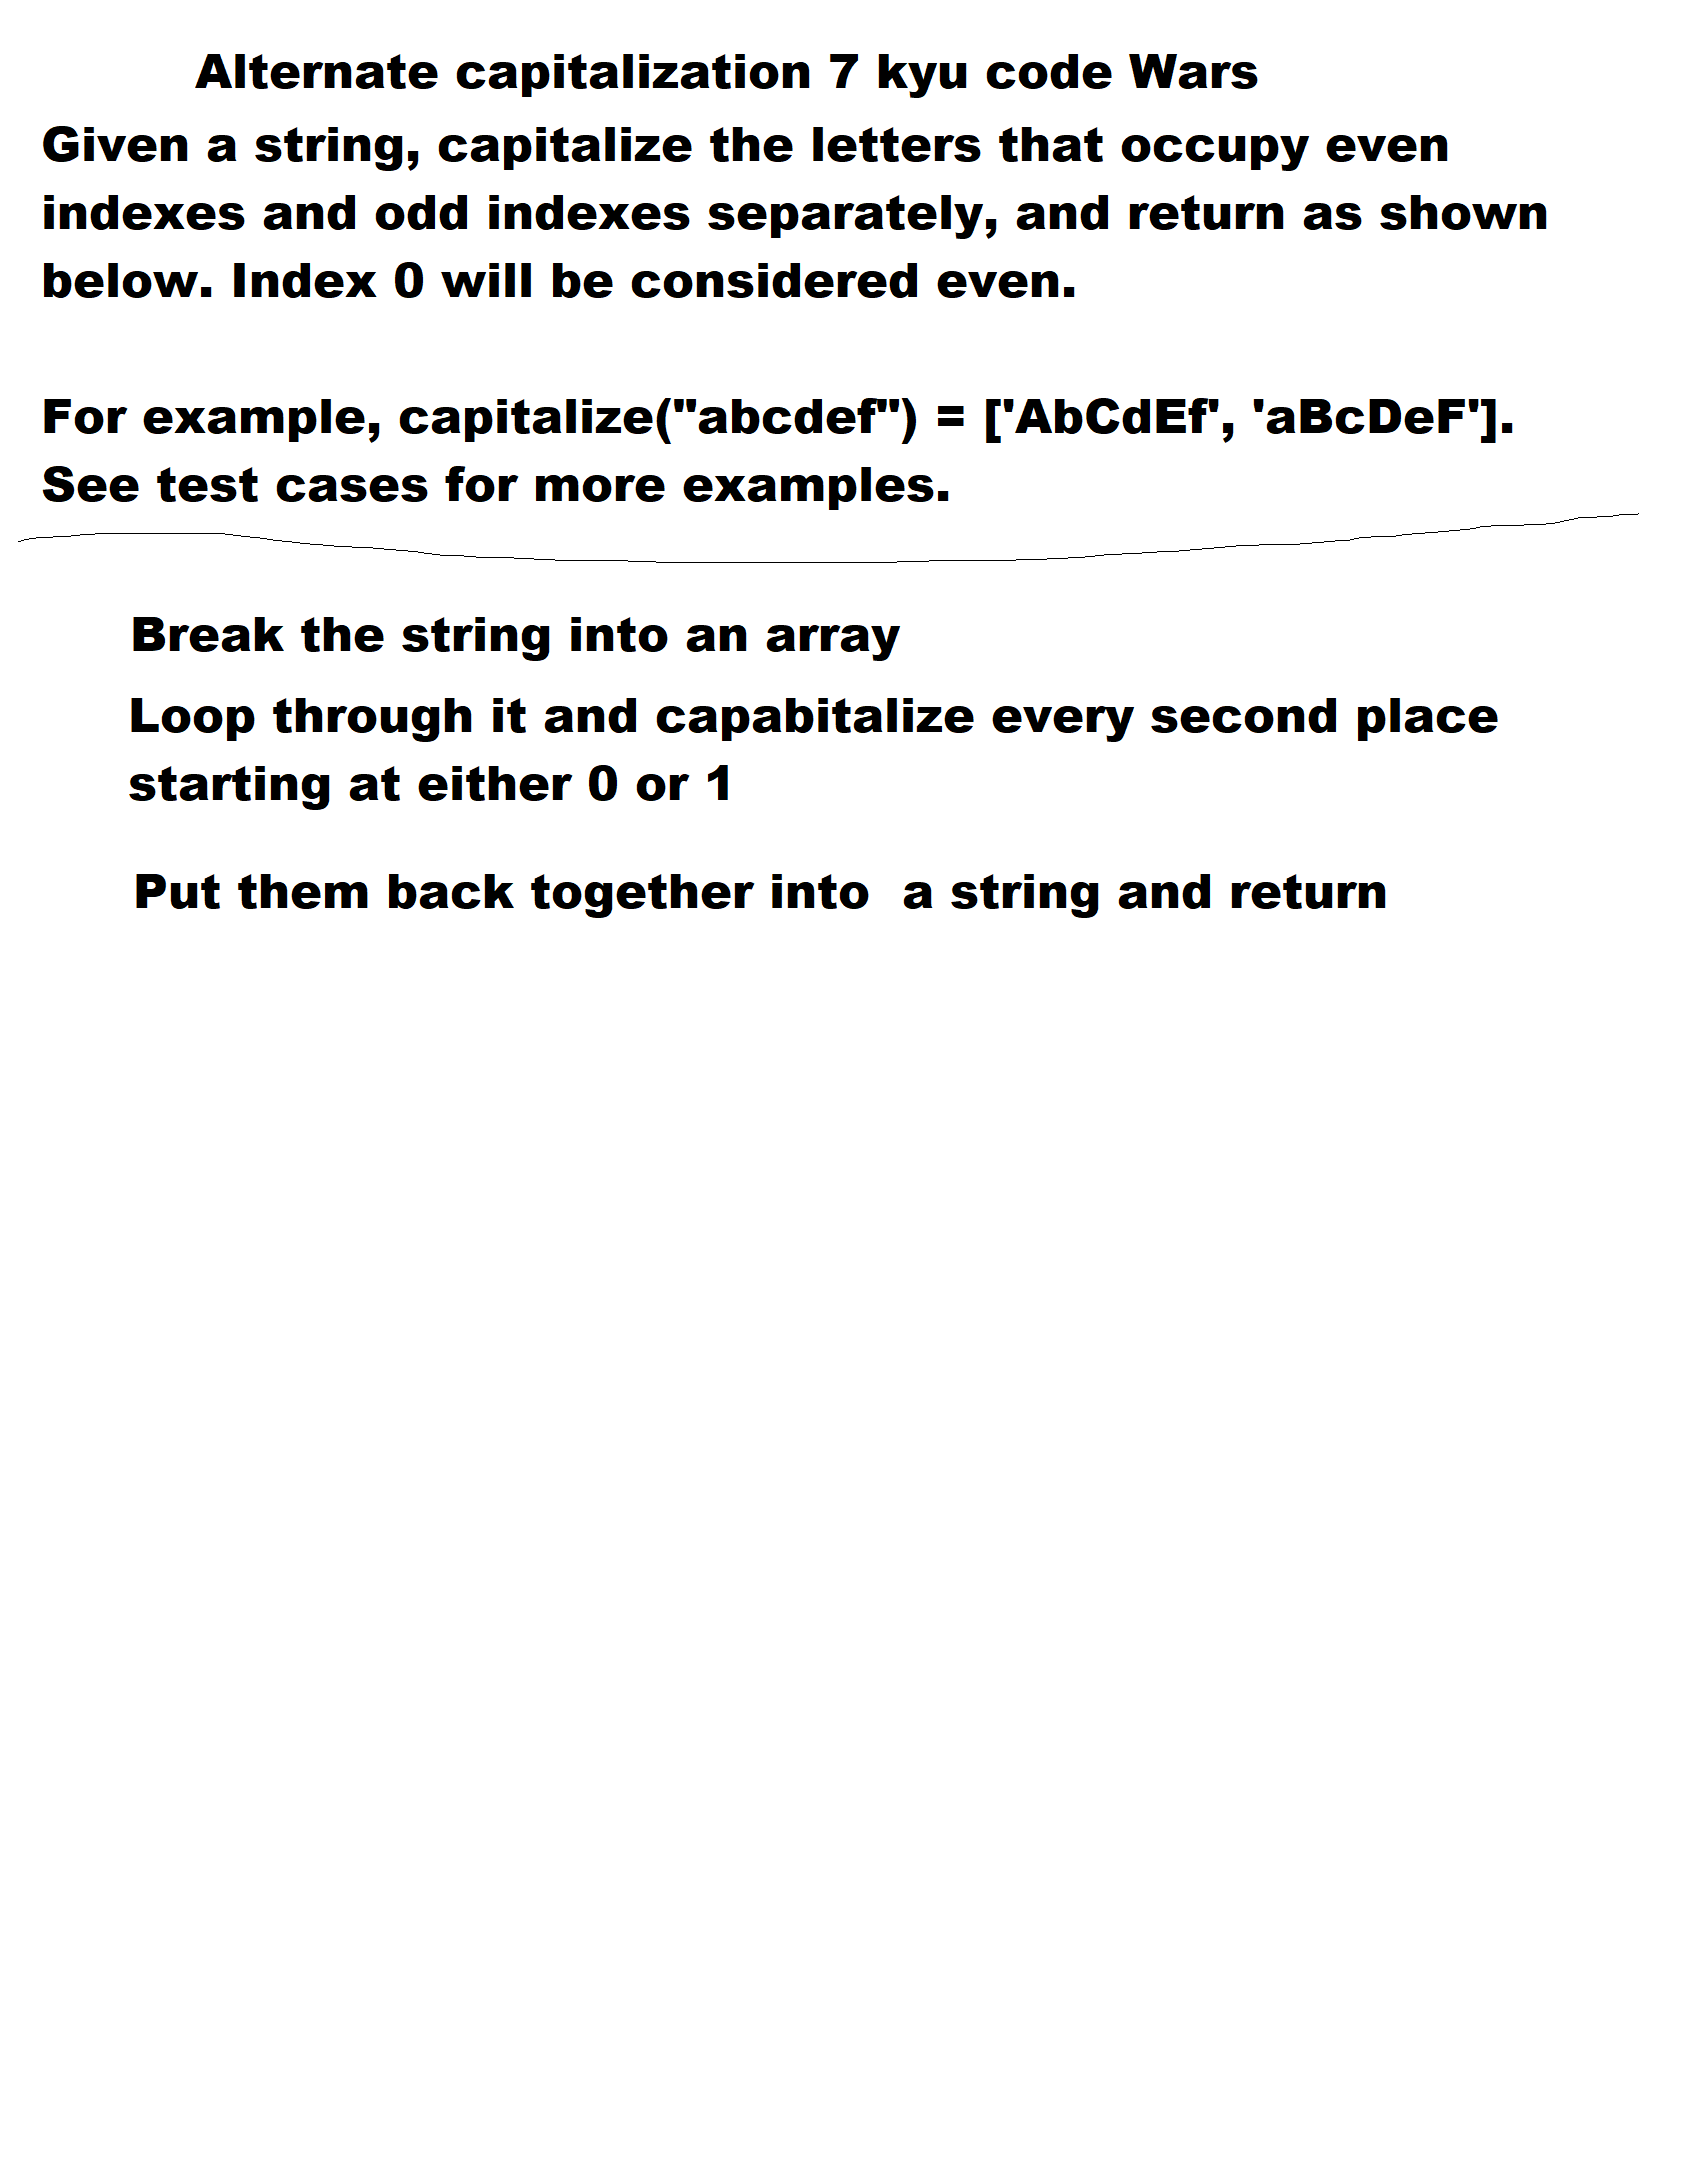 Alternate capitalization 7 kyu code Wars
Given a string, capitalize the letters that occupy even
indexes and odd indexes separately, and return as shown
below. Index 0 will be considered even.
For example, capitalize("abcdef") = ['AbCdEf', 'aBcDeF'].
See test cases for more examples.
Break the string into an array
Loop through it and capabitalize every second place
starting at either 0 or 1
Put them back together into  a string and return